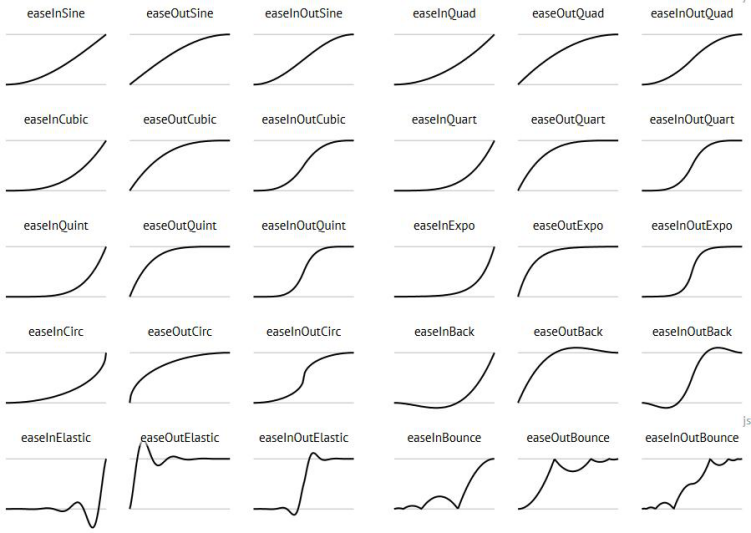 easeInSine easeOutSine easeInOutSine easeInQuad easeOutQuad easeInOutQuad
easeInCubic easeOutCubic easeInOutCubic easeInQuart easeOutQuart easeInOutQuart
easeInQuint easeOutQuint easeInOutQuint easeInExpo easeOutExpo easeInOutExpo
easeInCirc easeOutCirc easeInOutCirc easeInBack easeOutBack easeInOutBack
js
easeInElastic easeOutElastic easeInOutElastic easeInBounce easeOutBounce easeInOutBounce